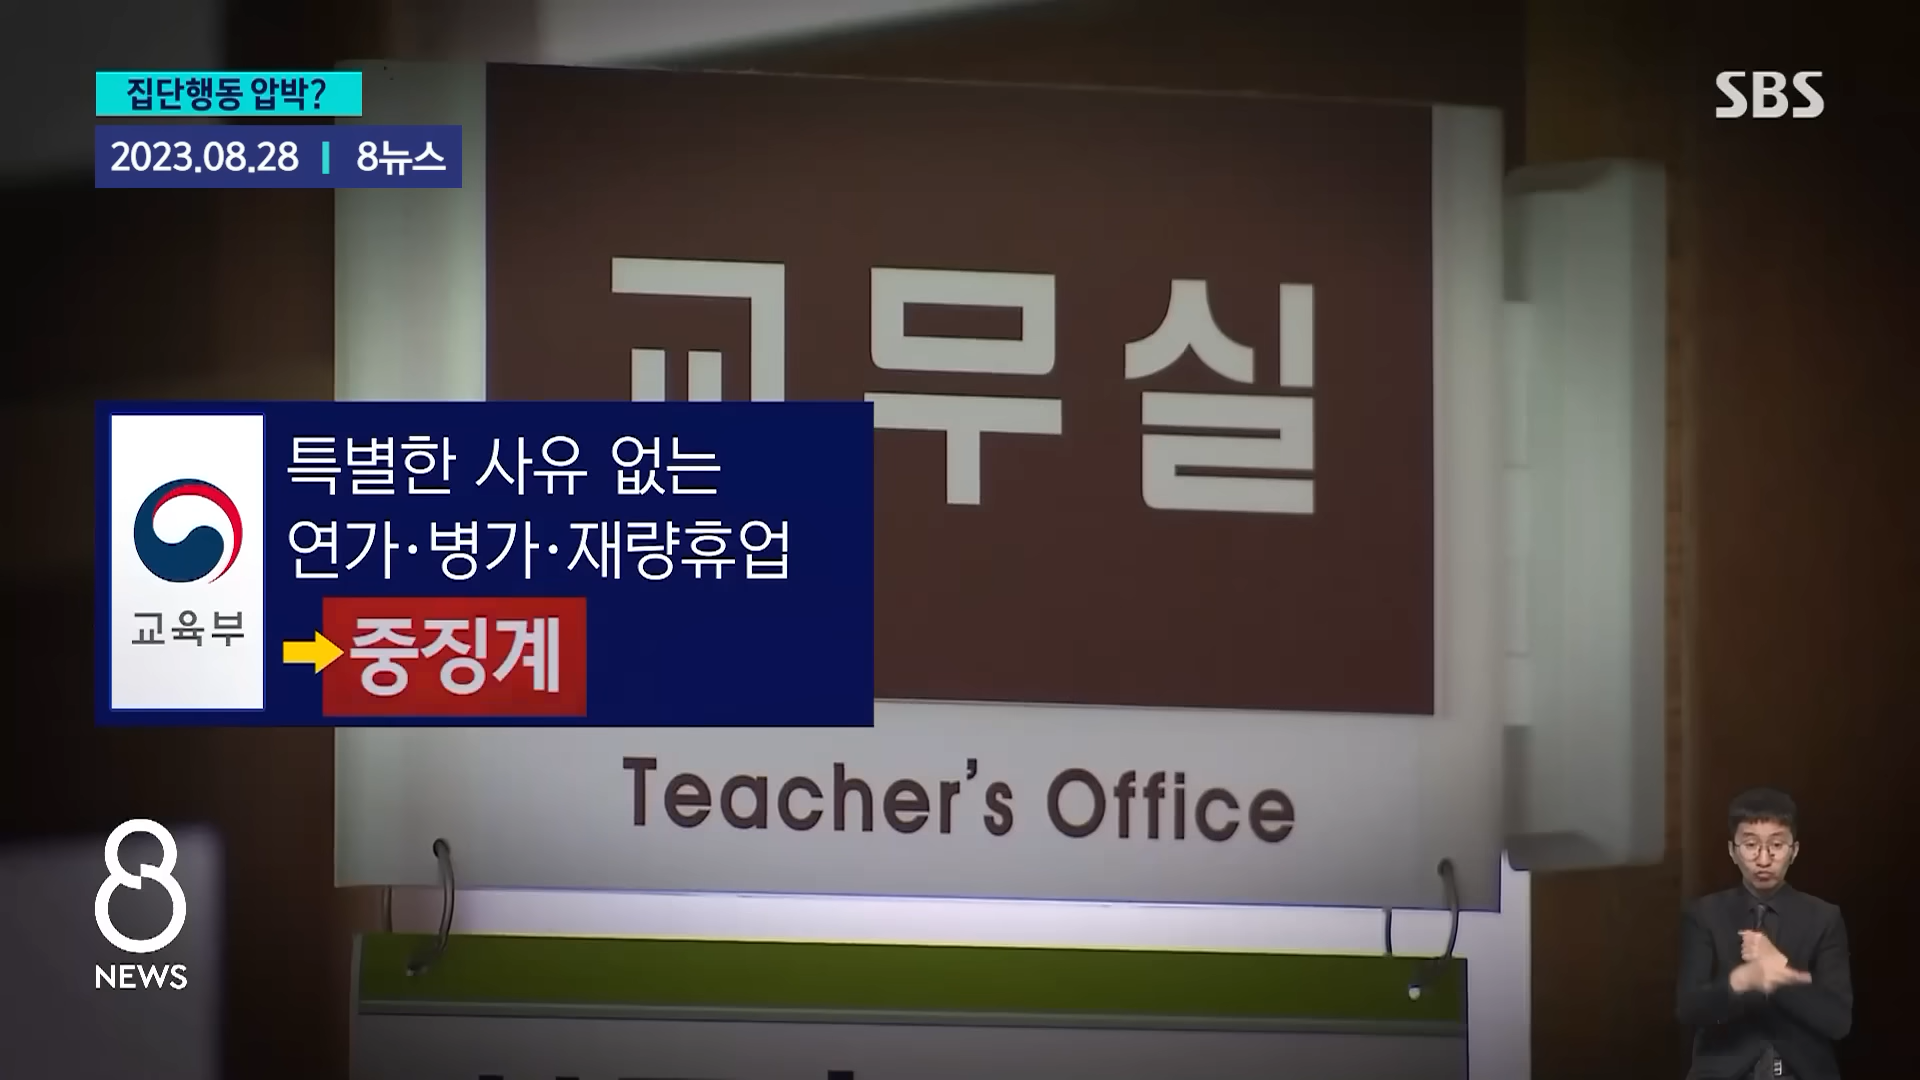 집단행동 압박?
SBS
2023.08.28 | 8뉴스
교무실
특별한 사유 없는
연가·병가·재량휴업
교육부
중징계
Teacher's Office
8
NEWS